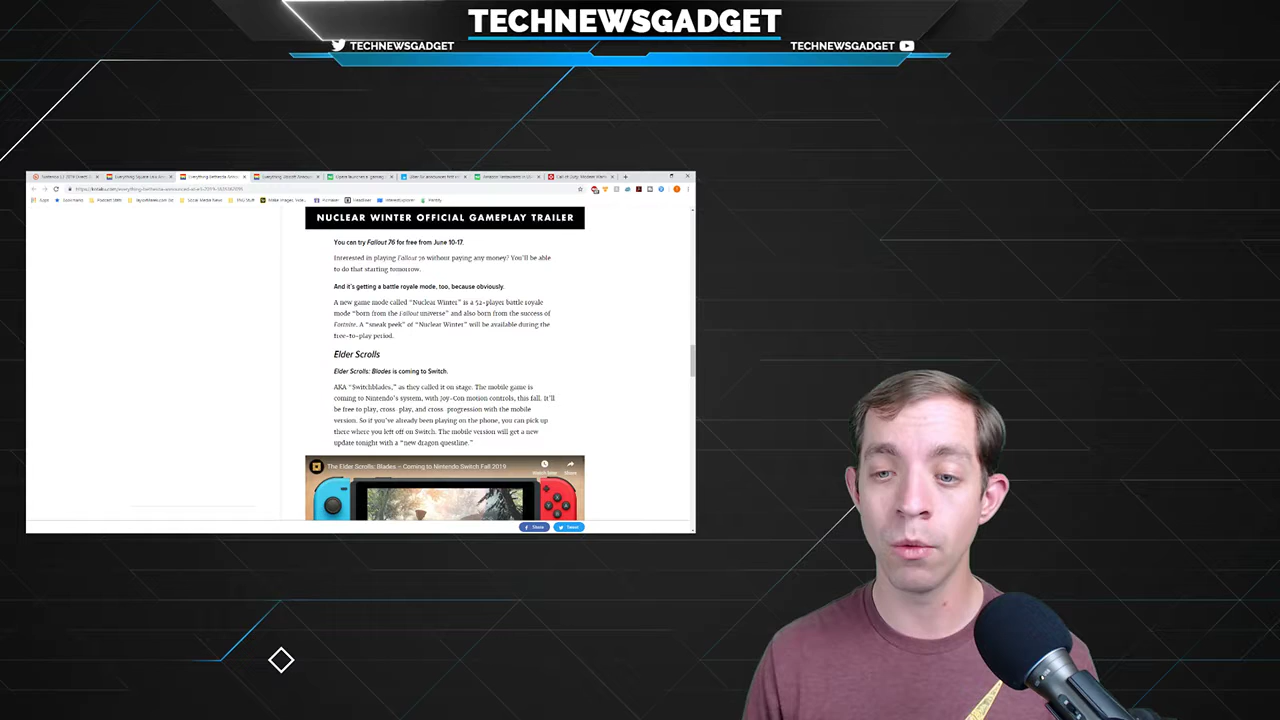 TECHNEWSGADGET
TECHNEWSGADGET
TECHNEWSGADGET
NUCLEAR WINTER OFFICIAL GAMEPLAY TRAILER
You can try Fallout 76 for free from June 10-17.
Interested in playing Fallout 76 without paying any money? You'll be able
to do that starting tomorrow.
And it's getting a battle royale mode, too, because obviously.
A new game mode called "Nuclear Winter" is a 52-player battle royale
mode "born from the Fallout universe" and also born from the success of
Fortnite. A "sneak peek" of "Nuclear Winter" will be available during the
free-to-play period.
Elder Scrolls
Elder Scrolls: Blades is coming to Switch.
AKA "Switchblades," as they called it on stage. The mobile game is
coming to Nintendo's system, with Joy-Con motion controls, this fall. It'll
be free to play, cross-play, and cross-progression with the mobile
version. So if you've already been playing on the phone, you can pick up
there where you left off on Switch. The mobile version will get a new
update tonight with a "new dragon questline."
The Elder Scrolls: Blades – Coming to Nintendo Switch Fall 2019
Watch later
Share
Share
Tweet